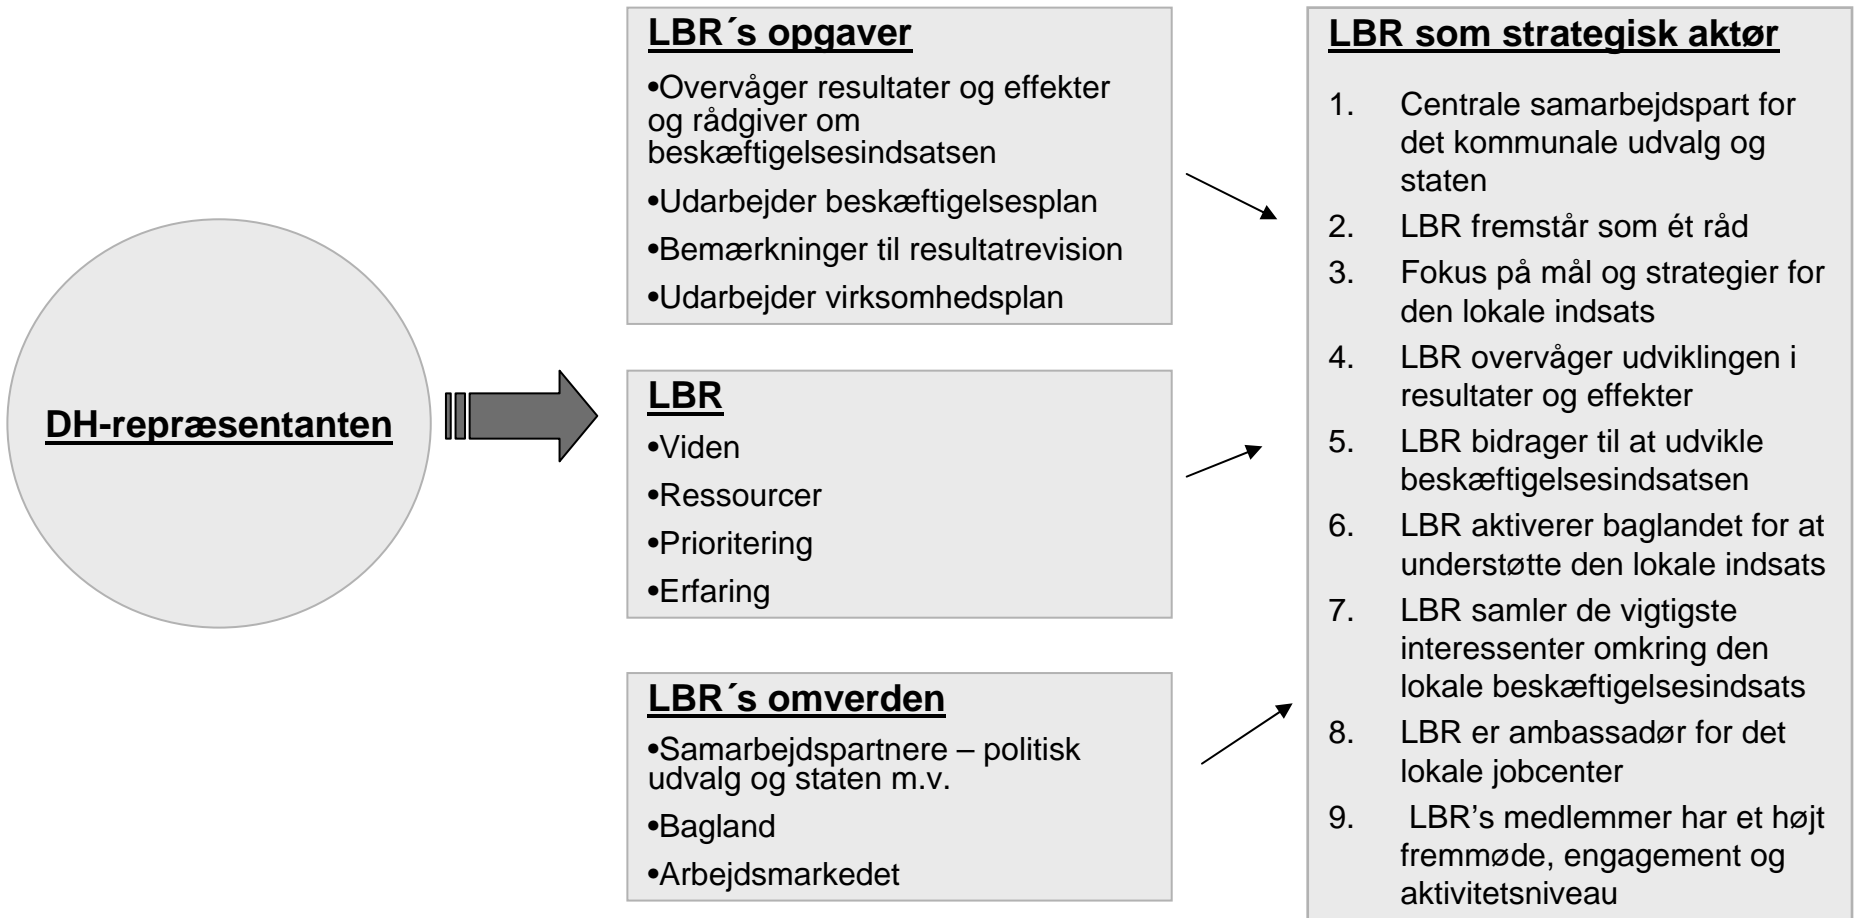 DH-repræsentanten
LBR´s opgaver
•Overvåger resultater og effekter
og rådgiver om
beskæftigelsesindsatsen
•Udarbejder beskæftigelsesplan
•Bemærkninger til resultatrevision
•Udarbejder virksomhedsplan
LBR
•Viden
•Ressourcer
•Prioritering
•Erfaring
LBR´s omverden
•Samarbejdspartnere – politisk
udvalg og staten m.v.
•Bagland
•Arbejdsmarkedet
LBR som strategisk aktør
1. Centrale samarbejdspart for
det kommunale udvalg og
staten
2. LBR fremstår som ét råd
3. Fokus på mål og strategier for
den lokale indsats
4. LBR overvåger udviklingen i
resultater og effekter
5. LBR bidrager til at udvikle
beskæftigelsesindsatsen
6. LBR aktiverer baglandet for at
understøtte den lokale indsats
7. LBR samler de vigtigste
interessenter omkring den
lokale beskæftigelsesindsats
8. LBR er ambassadør for det
lokale jobcenter
9. LBR’s medlemmer har et højt
fremmøde, engagement og
aktivitetsniveau